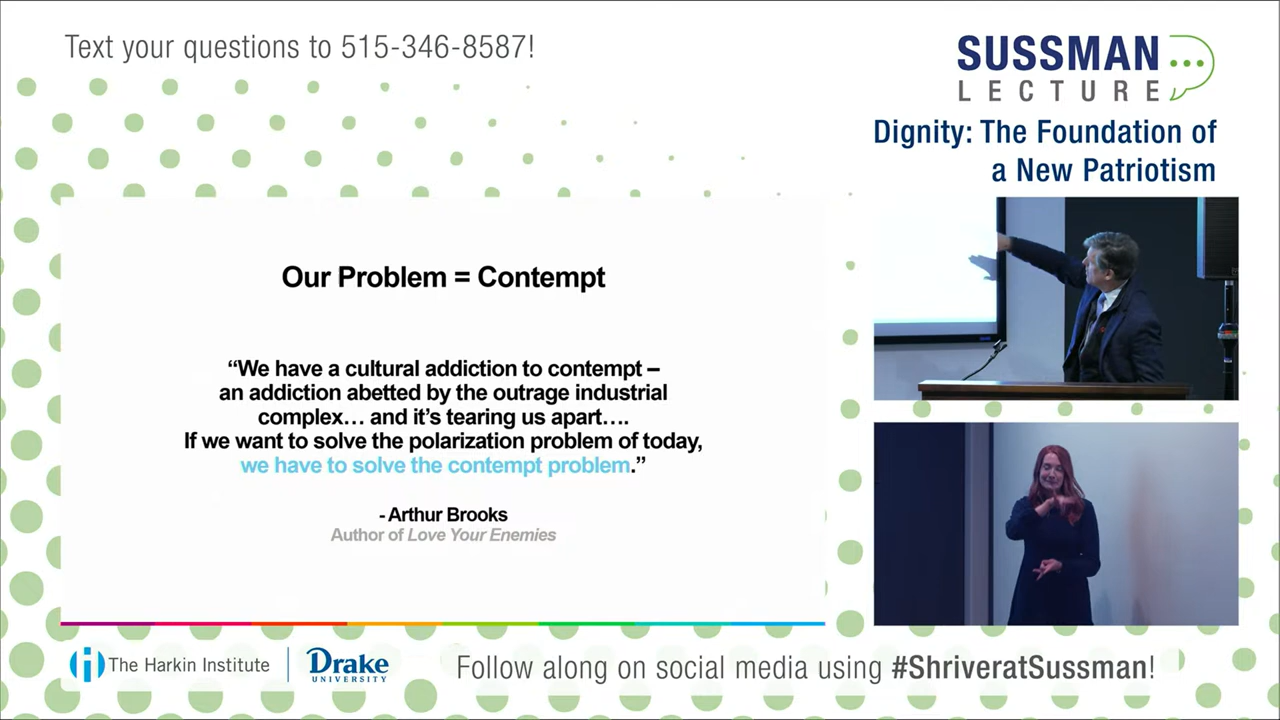 Text your questions to 515-346-8587!
SUSSMAN
LECTURE
Dignity: The Foundation of
a New Patriotism
Our Problem = Contempt
“We have a cultural addiction to contempt –
an addiction abetted by the outrage industrial
complex… and it’s tearing us apart….
If we want to solve the polarization problem of today,
we have to solve the contempt problem.”
- Arthur Brooks
Author of Love Your Enemies
The Harkin Institute
Drake
UNIVERSITY
Follow along on social media using #ShriveratSussman!